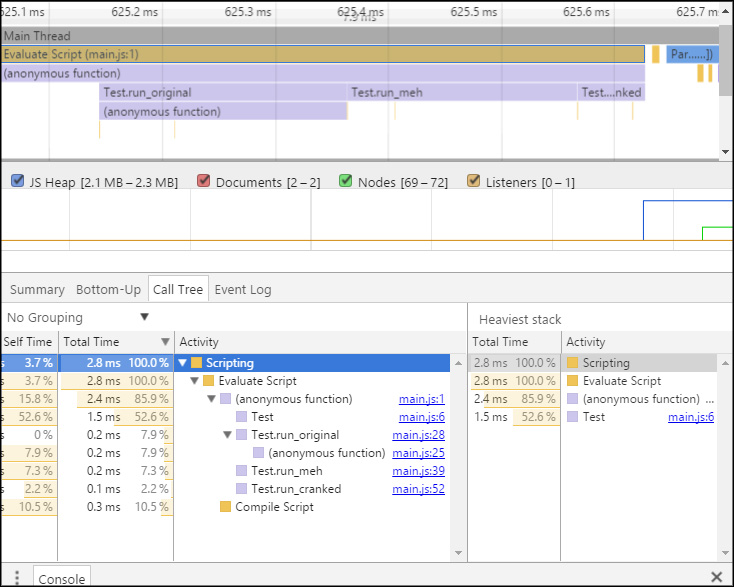 625.1 ms 625.2 ms 625.3 ms 625.4 ms 625.5 ms 625.6 ms 625.7 m
7.9 ms
Main Thread
Evaluate Script (main.js:1) Par......])
(anonymous function)
Test.run_original Test.run_meh Test....nked
(anonymous function)
JS Heap [2.1 MB – 2.3 MB] Documents [2 – 2] Nodes [69 – 72] Listeners [0 – 1]
Summary Bottom-Up Call Tree Event Log
No Grouping ▼ Heaviest stack
Self Time Total Time ▼ Activity Total Time Activity
s 3.7 % 2.8 ms 100.0 % ▼ Scripting 2.8 ms 100.0 % Scripting
s 3.7 % 2.8 ms 100.0 % ▼ Evaluate Script 2.8 ms 100.0 % Evaluate Script
s 15.8 % 2.4 ms 85.9 % ▼ (anonymous function) main.js:1 2.4 ms 85.9 % (anonymous function) ...
s 52.6 % 1.5 ms 52.6 % Test main.js:6 1.5 ms 52.6 % Test main.js:6
s 0 % 0.2 ms 7.9 % ▼ Test.run_original main.js:28
s 7.9 % 0.2 ms 7.9 % (anonymous function) main.js:25
s 7.3 % 0.2 ms 7.3 % Test.run_meh main.js:39
s 2.2 % 0.1 ms 2.2 % Test.run_cranked main.js:52
s 10.5 % 0.3 ms 10.5 % Compile Script
Console